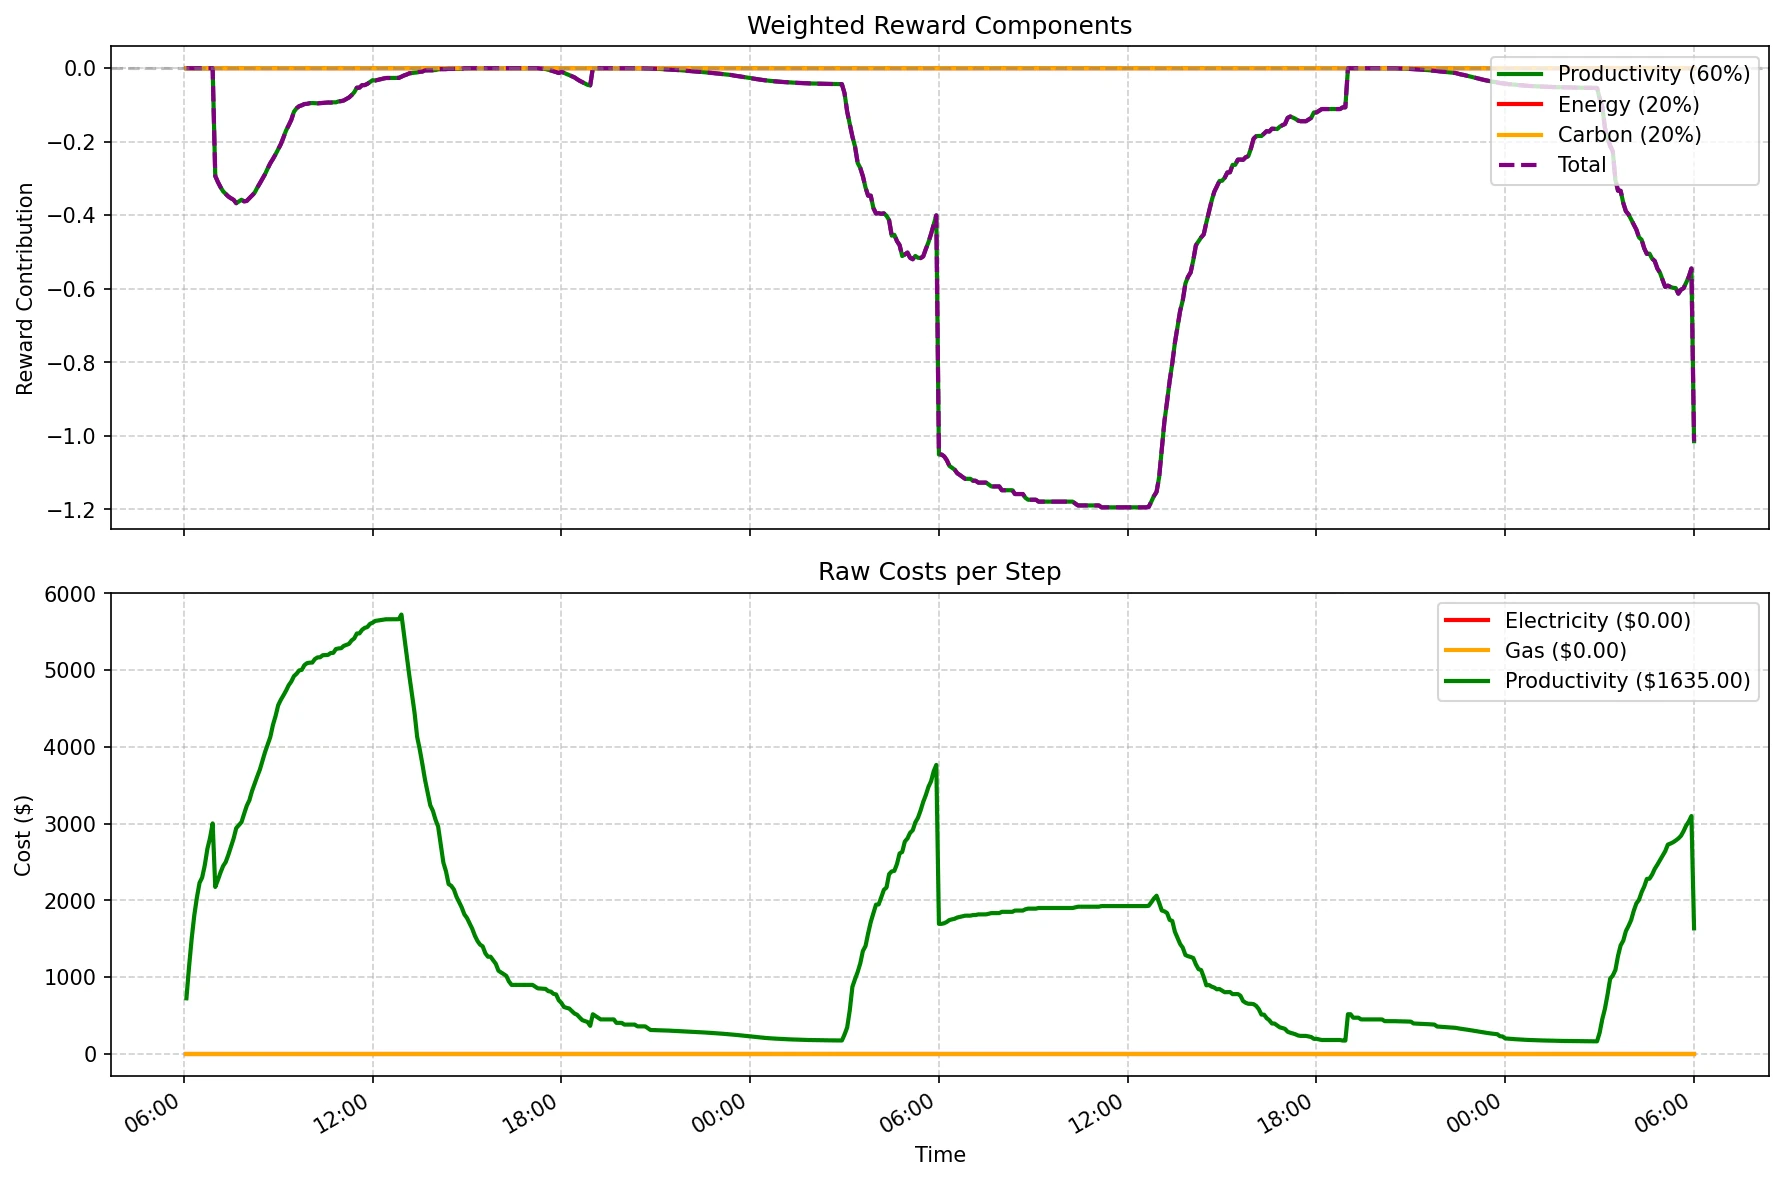 Weighted Reward Components
Reward Contribution
0.0
−0.2
−0.4
−0.6
−0.8
−1.0
−1.2
Productivity (60%)
Energy (20%)
Carbon (20%)
Total
Raw Costs per Step
Cost ($)
6000
5000
4000
3000
2000
1000
0
Electricity ($0.00)
Gas ($0.00)
Productivity ($1635.00)
06:00
12:00
18:00
00:00
06:00
12:00
18:00
00:00
06:00
Time